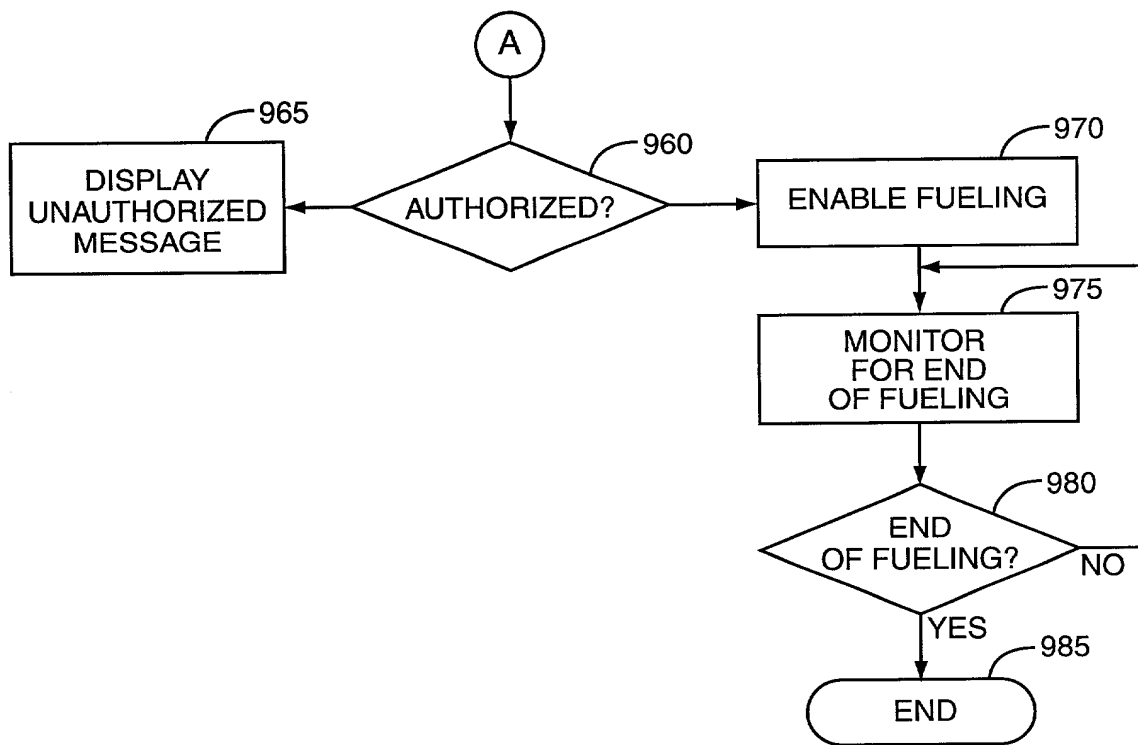 A
965
DISPLAY
UNAUTHORIZED
MESSAGE
960
AUTHORIZED?
970
ENABLE FUELING
975
MONITOR
FOR END
OF FUELING
980
END
OF FUELING?
NO
YES
985
END